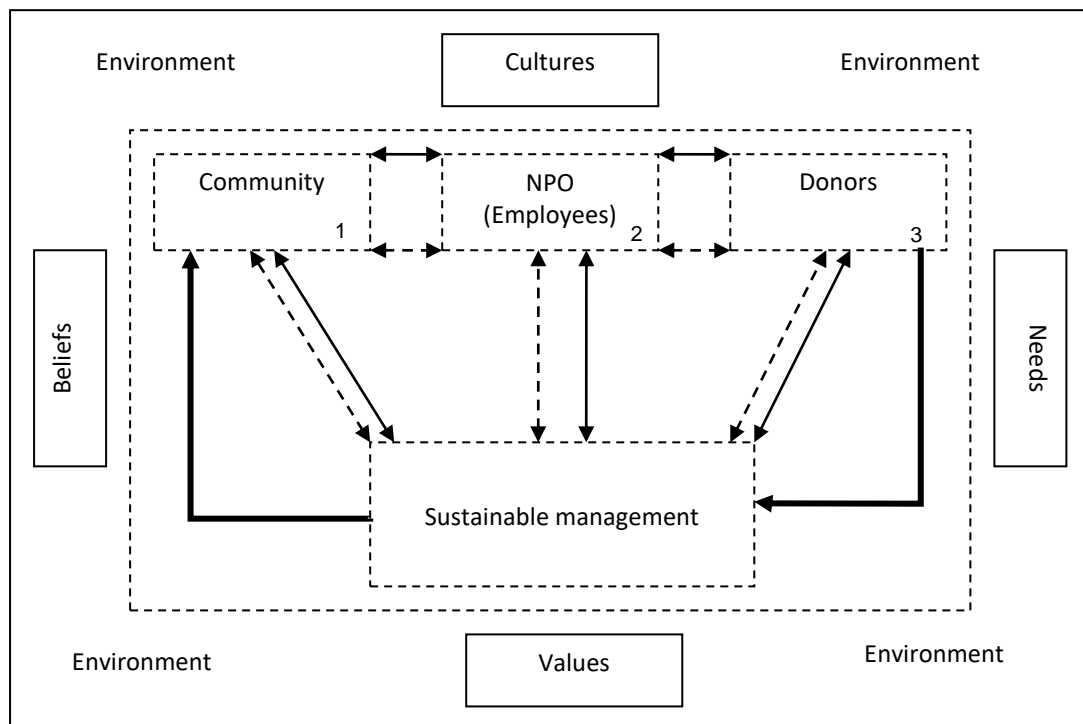 Environment
Cultures
Environment
Community
1
NPO
(Employees)
2
Donors
3
Beliefs
Needs
Sustainable management
Environment
Values
Environment